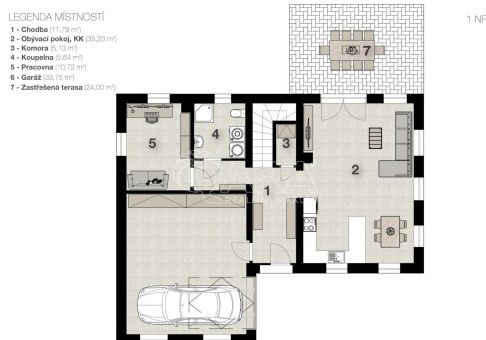 LEGENDA MÍSTNOSTÍ
1 - Chodba (11,79 m²)
2 - Obývací pokoj, KK (35,23 m²)
3 - Komora (5,13 m²)
4 - Koupelna (5,64 m²)
5 - Pracovna (10,72 m²)
6 - Garáž (33,75 m²)
7 - Zastřešená terasa (24,00 m²)
1 NP
7
5
4
3
2
1